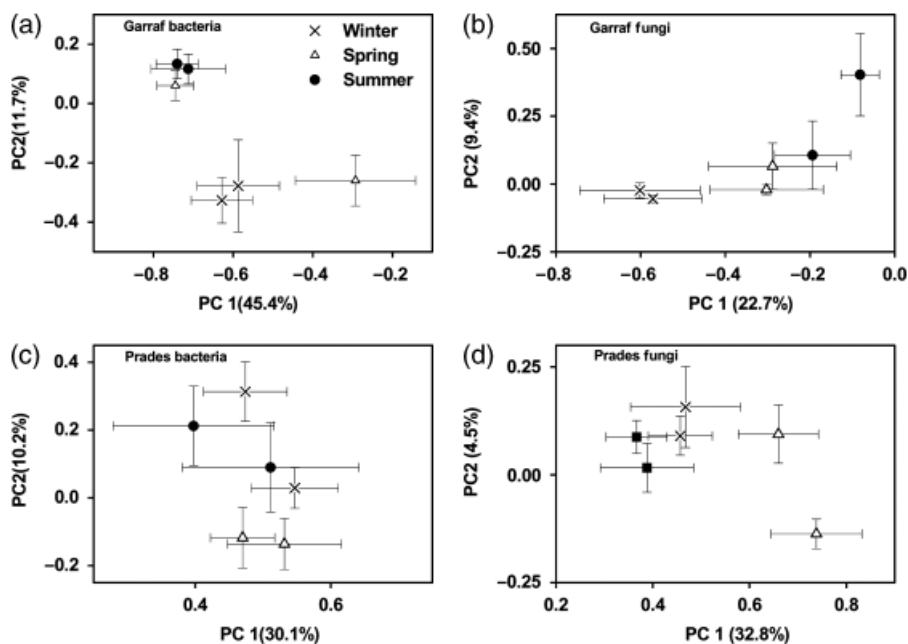 (a)
Garraf bacteria
Winter
Spring
Summer
0.2
0.0
−0.2
−0.4
PC2(11.7%)
−0.8
−0.6
−0.4
−0.2
PC 1(45.4%)
(b)
Garraf fungi
0.50
0.25
0.00
−0.25
PC2 (9.4%)
−0.8
−0.6
−0.4
−0.2
0.0
PC 1 (22.7%)
(c)
Prades bacteria
0.4
0.2
0.0
−0.2
PC2(10.2%)
0.4
0.6
PC 1(30.1%)
(d)
Prades fungi
0.25
0.00
−0.25
PC2 (4.5%)
0.2
0.4
0.6
0.8
PC 1 (32.8%)